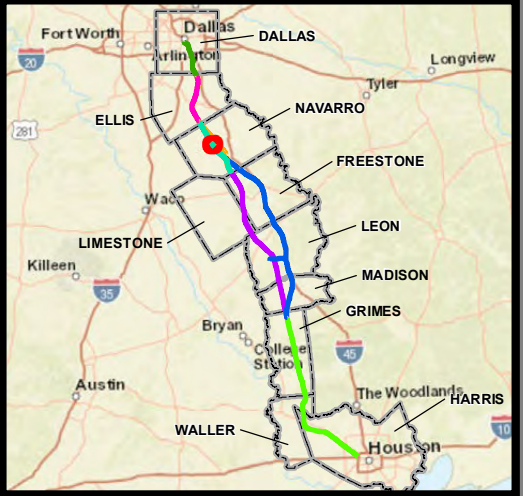 Dallas
DALLAS
Fort Worth
Arlington
Longview
20
Tyler
NAVARRO
ELLIS
281
FREESTONE
Waco
LEON
LIMESTONE
Killeen
MADISON
35
GRIMES
Bryan
College
Station
45
Austin
The Woodlands
HARRIS
WALLER
10
Houston